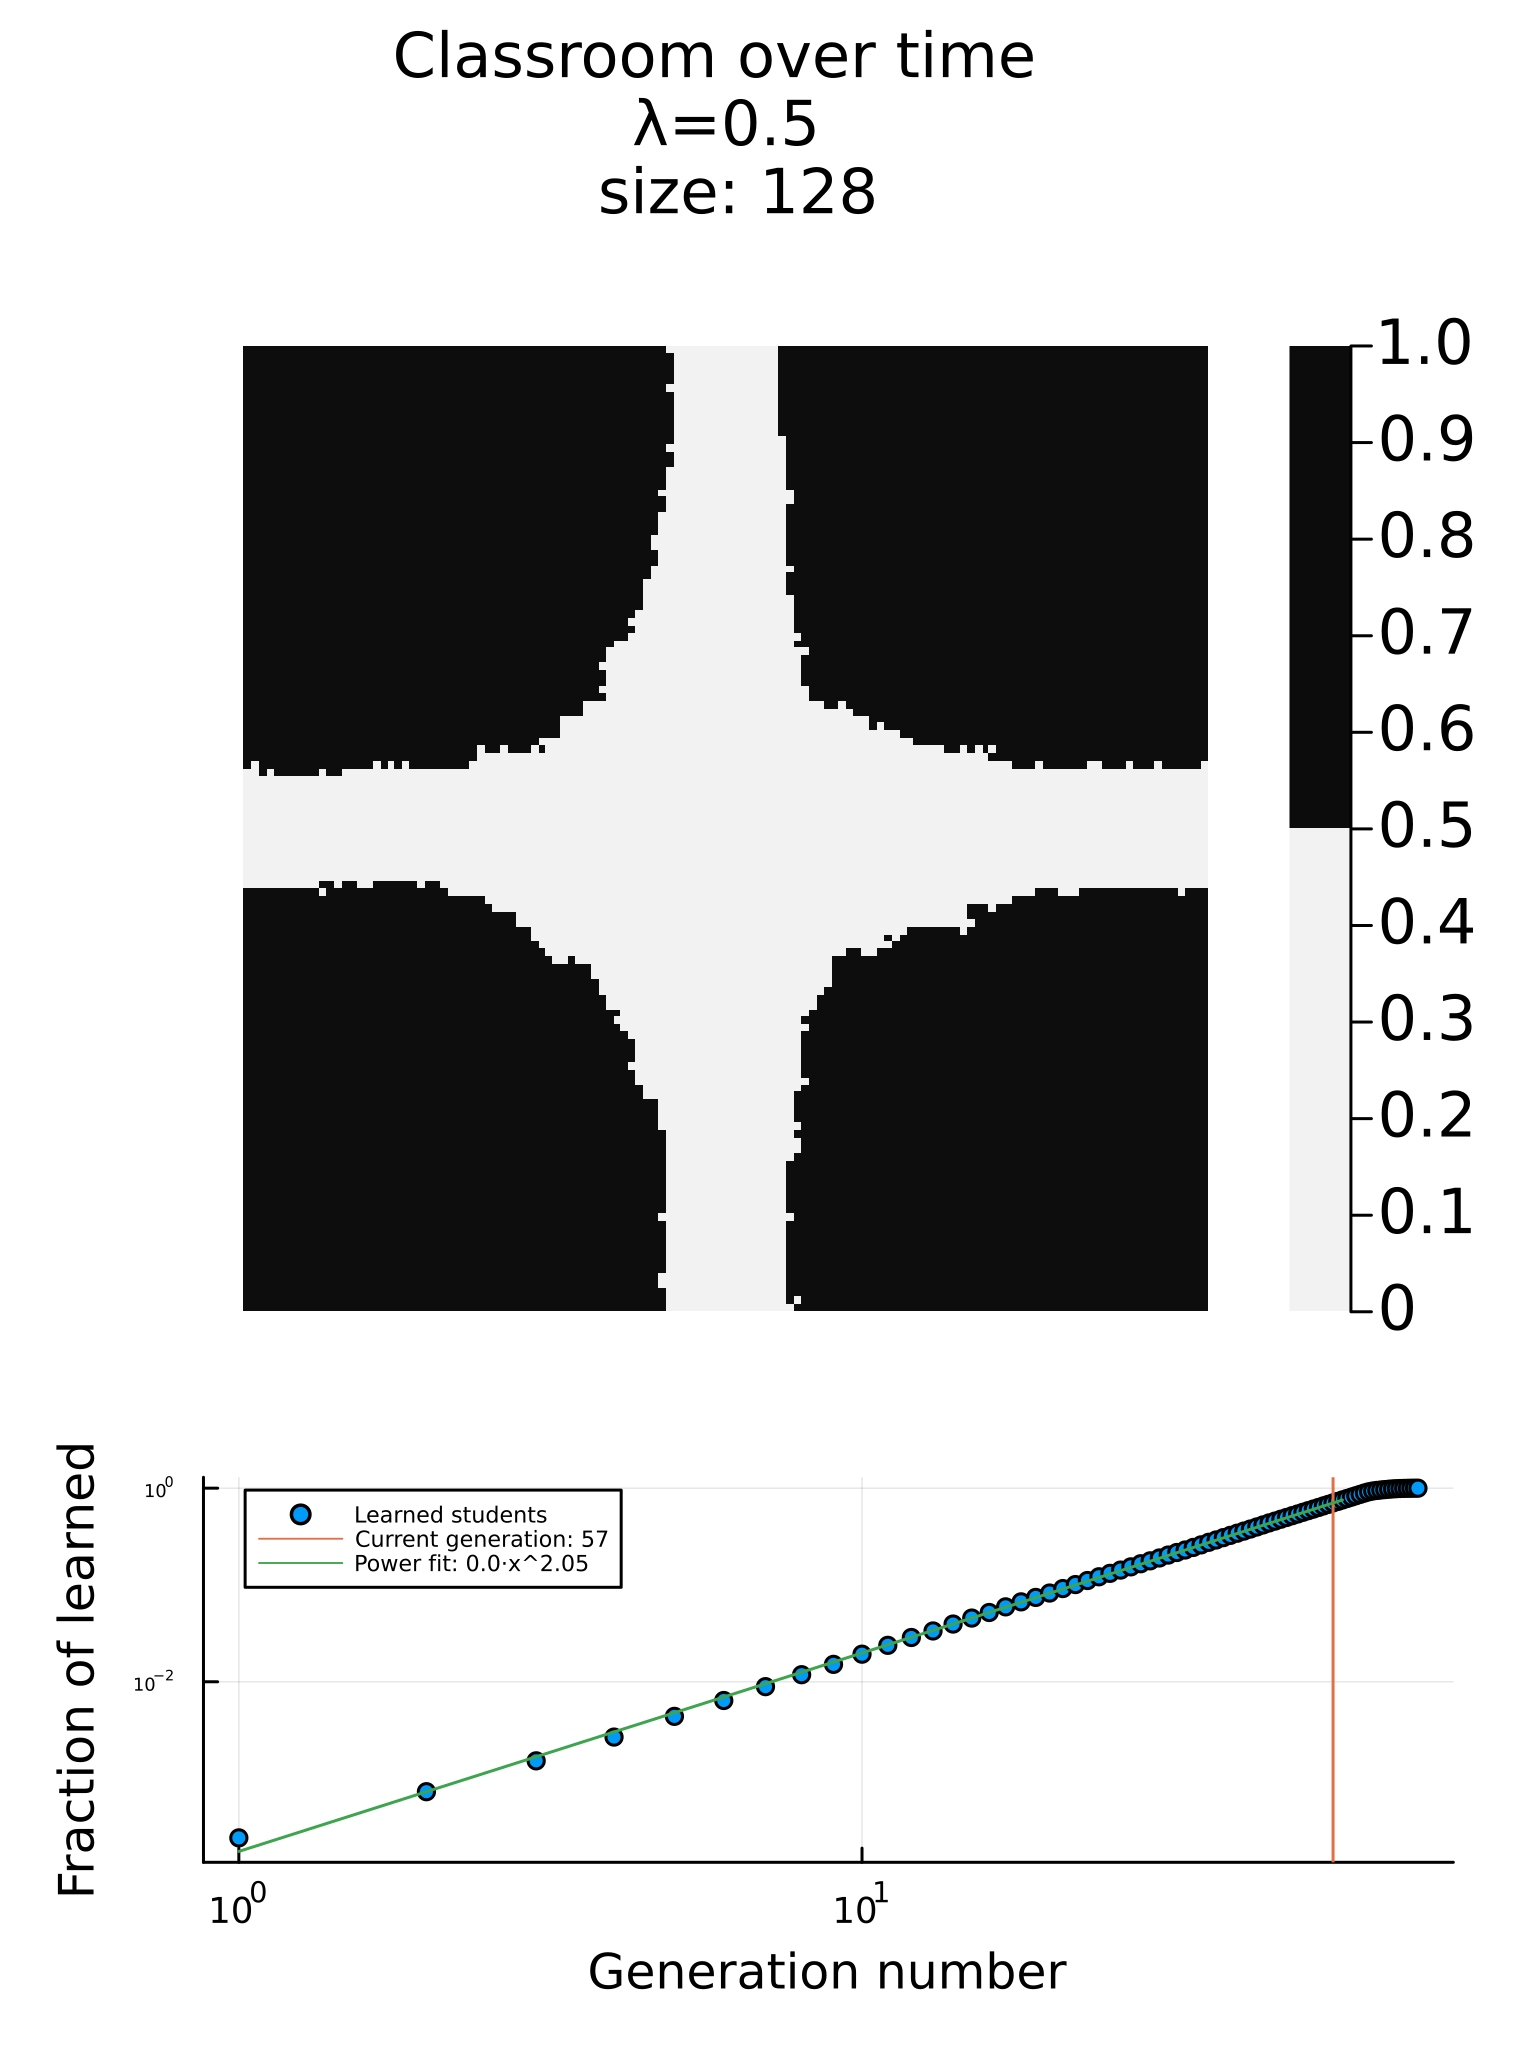 Classroom over time
λ=0.5
size: 128
1.0
0.9
0.8
0.7
0.6
0.5
0.4
0.3
0.2
0.1
0
Fraction of learned
10^0
10^−2
Learned students
Current generation: 57
Power fit: 0.0·x^2.05
10^0
10^1
Generation number